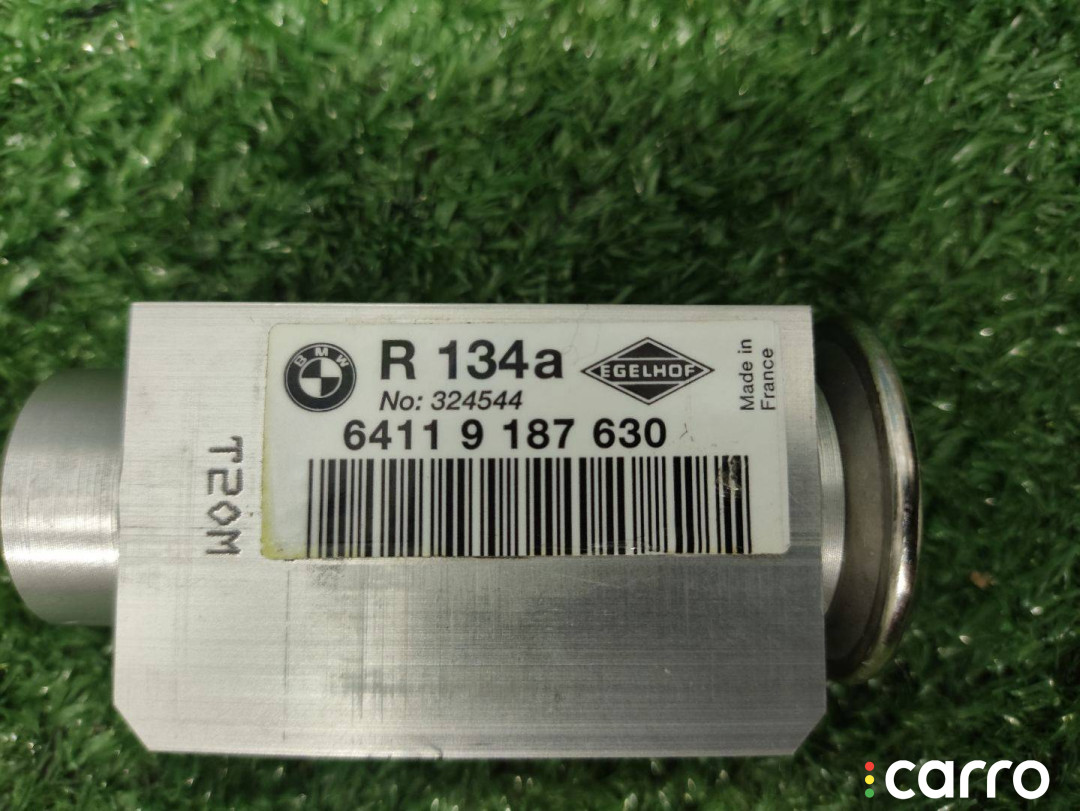 BMW
R 134a
EGELHOF
Made in
France
No: 324544
6411 9 187 630
T20M
carro